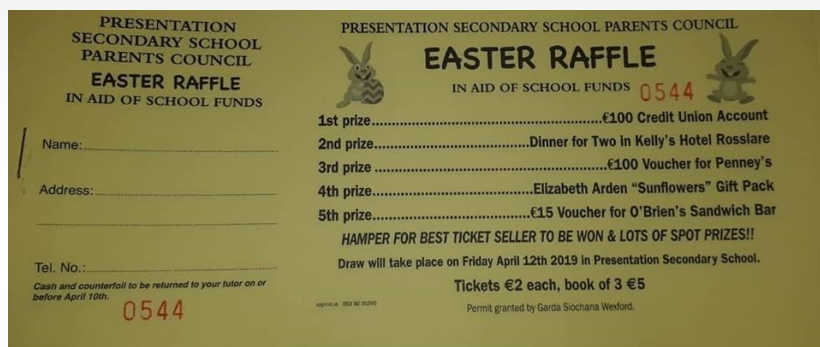 PRESENTATION
SECONDARY SCHOOL
PARENTS COUNCIL
EASTER RAFFLE
IN AID OF SCHOOL FUNDS
Name:
Address:
Tel. No.:
Cash and counterfoil to be returned to your tutor on or
before April 10th.
0544
PRESENTATION SECONDARY SCHOOL PARENTS COUNCIL
EASTER RAFFLE
IN AID OF SCHOOL FUNDS 0544
1st prize..........................................................€100 Credit Union Account
2nd prize........................................Dinner for Two in Kelly's Hotel Rosslare
3rd prize ...........................................................€100 Voucher for Penney's
4th prize.........................................Elizabeth Arden "Sunflowers" Gift Pack
5th prize........................................€15 Voucher for O'Brien's Sandwich Bar
HAMPER FOR BEST TICKET SELLER TO BE WON & LOTS OF SPOT PRIZES!!
Draw will take place on Friday April 12th 2019 in Presentation Secondary School.
Tickets €2 each, book of 3 €5
Permit granted by Garda Siochana Wexford.